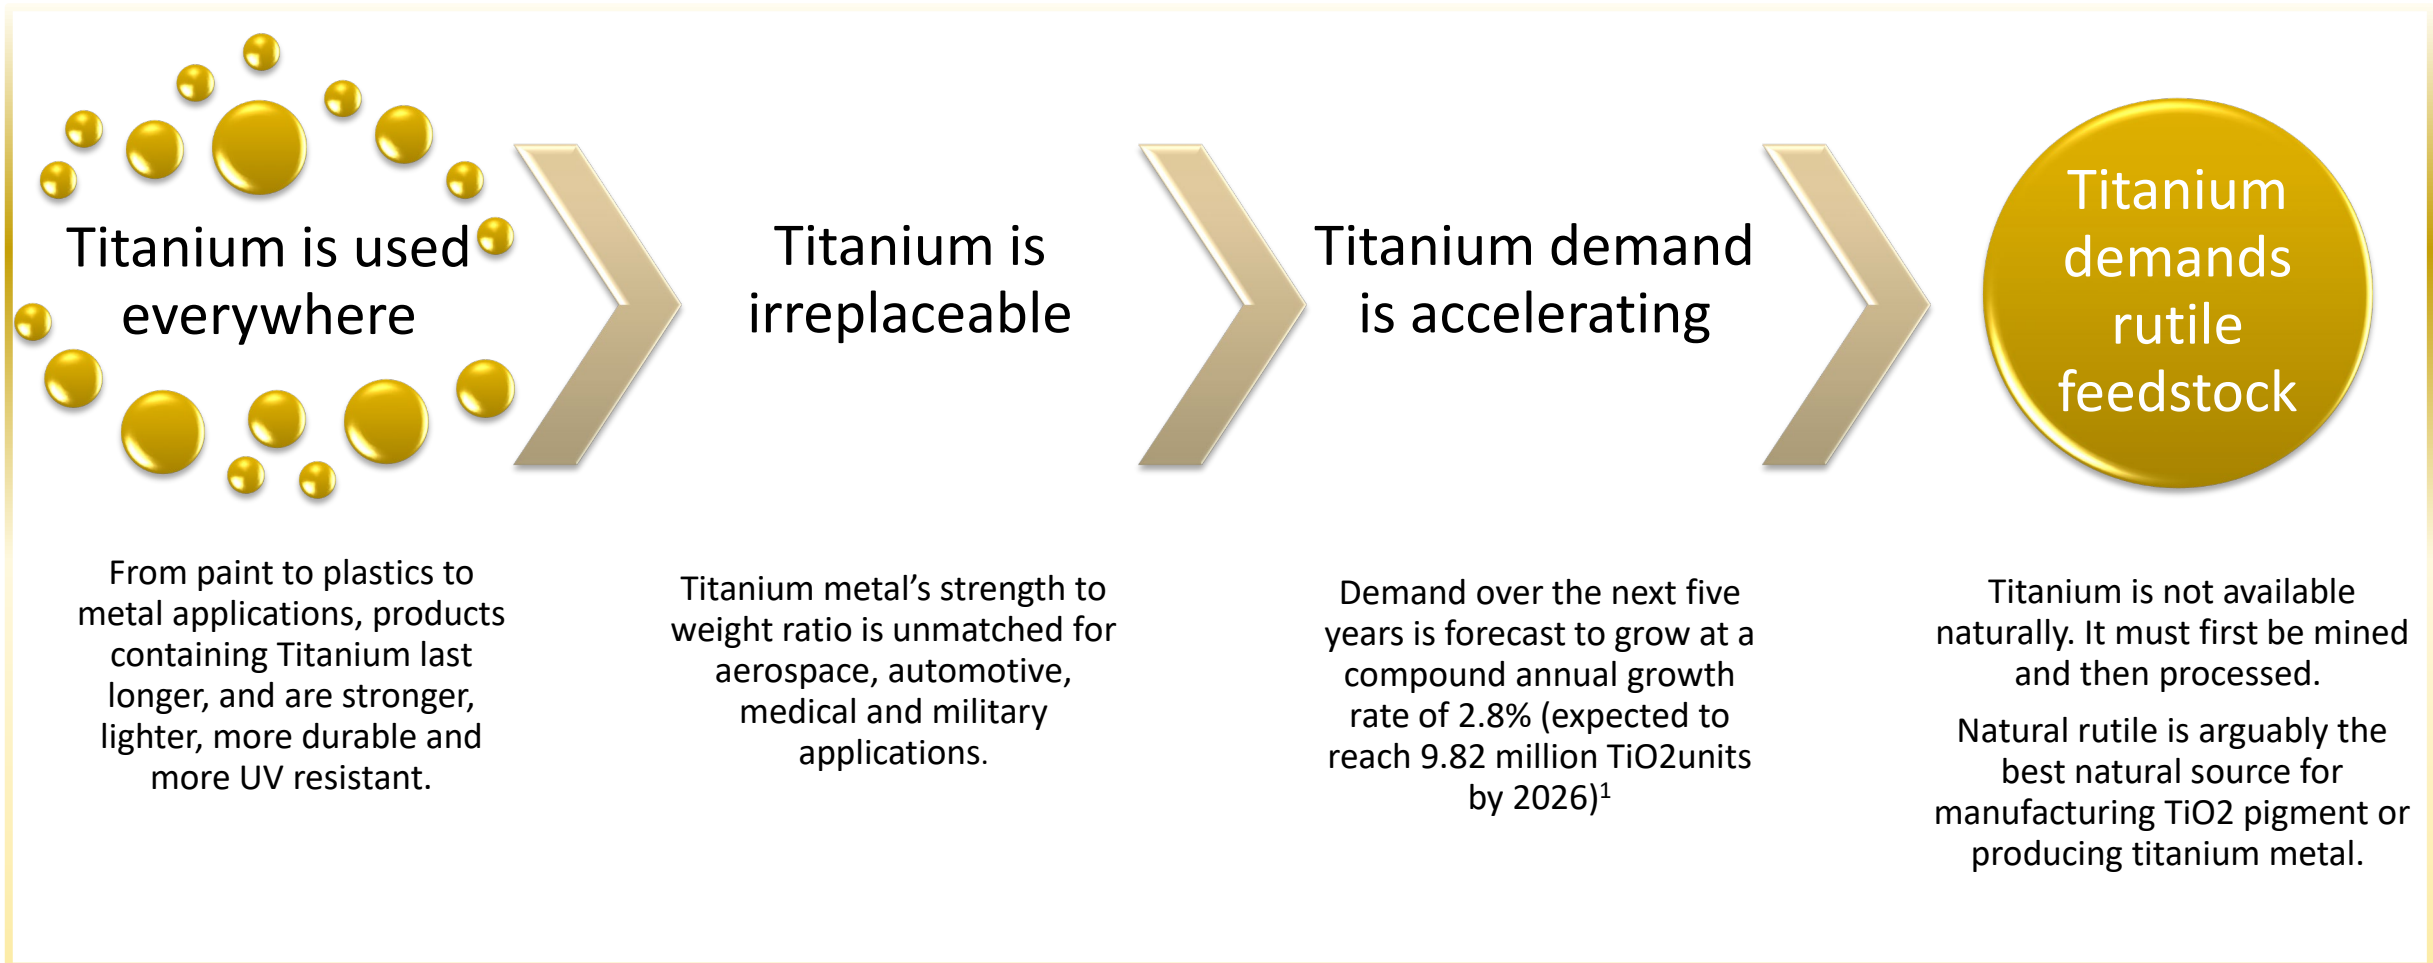 Titanium is used
everywhere
From paint to plastics to
metal applications, products
containing Titanium last
longer, and are stronger,
lighter, more durable and
more UV resistant.
Titanium is
irreplaceable
Titanium metal’s strength to
weight ratio is unmatched for
aerospace, automotive,
medical and military
applications.
Titanium demand
is accelerating
Demand over the next five
years is forecast to grow at a
compound annual growth
rate of 2.8% (expected to
reach 9.82 million TiO2units
by 2026)¹
Titanium
demands
rutile
feedstock
Titanium is not available
naturally. It must first be mined
and then processed.
Natural rutile is arguably the
best natural source for
manufacturing TiO2 pigment or
producing titanium metal.